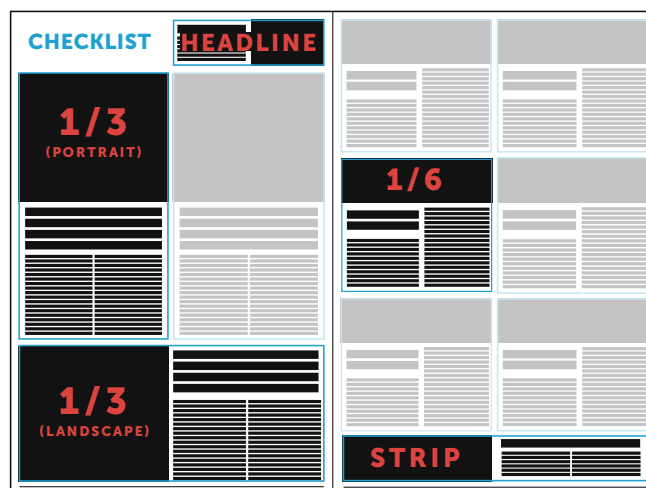 CHECKLIST
HEADLINE
1/3
(PORTRAIT)
1/3
(LANDSCAPE)
1/6
STRIP